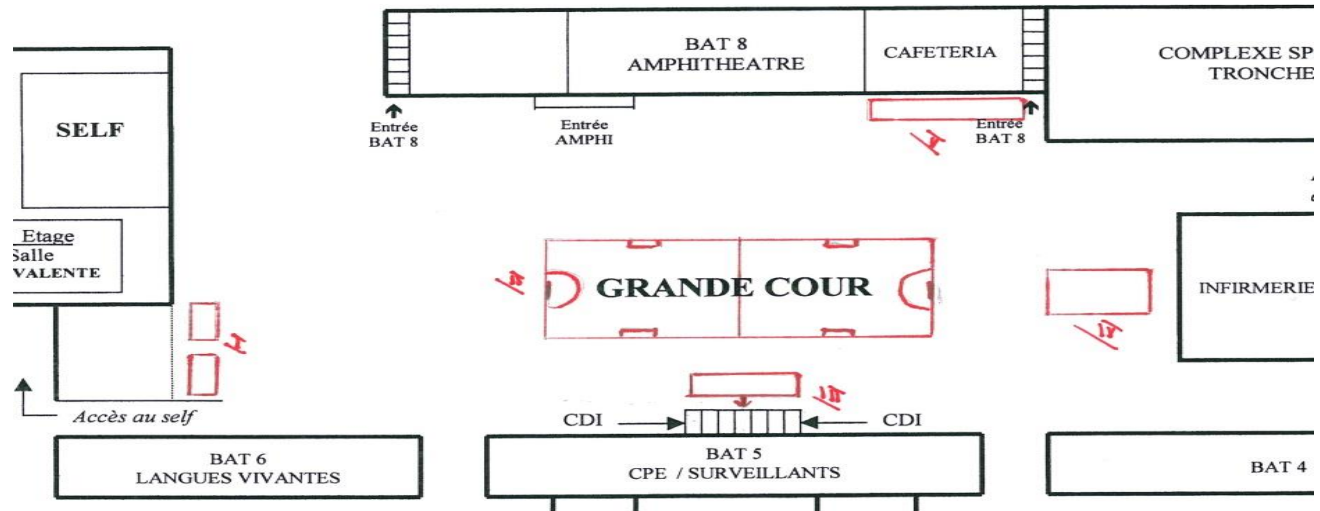 BAT 8
AMPHITHEATRE
CAFETERIA
COMPLEXE SP
TRONCHE
SELF
Entrée
BAT 8
Entrée
AMPHI
Entrée
BAT 8
Etage
Salle
VALENTE
GRANDE COUR
INFIRMERIE
Accès au self
CDI
CDI
BAT 6
LANGUES VIVANTES
BAT 5
CPE / SURVEILLANTS
BAT 4